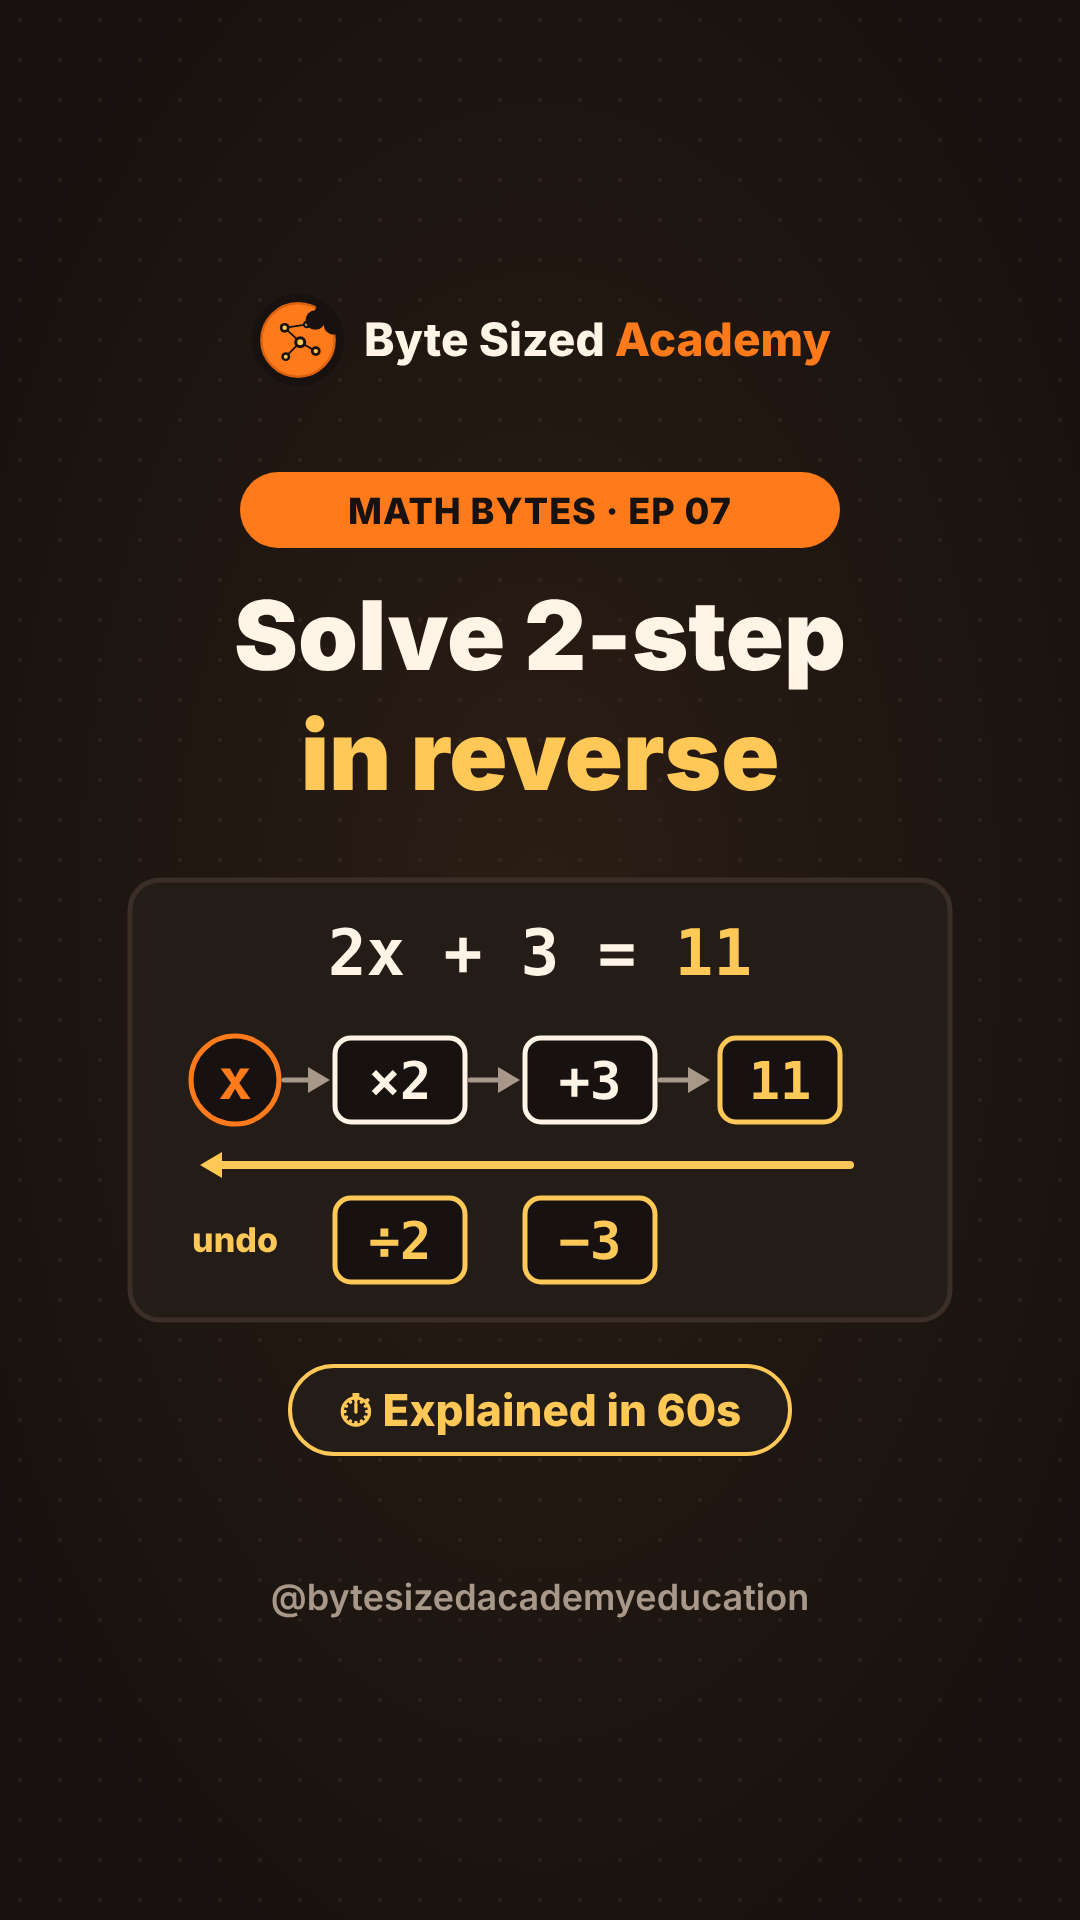 Byte Sized Academy
MATH BYTES · EP 07
Solve 2-step
in reverse
2x + 3 = 11
x ×2 +3 11
undo ÷2 −3
⏱ Explained in 60s
@bytesizedacademyeducation